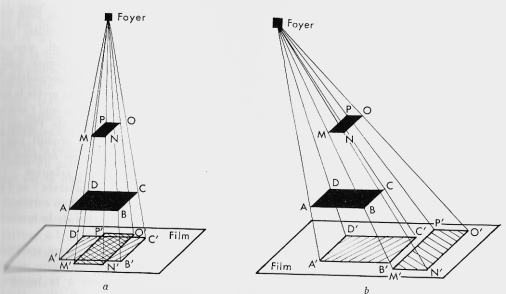 Foyer
P O
M N
D C
A B
D' P' O' C' Film
A' M' N' B'
a
Foyer
P O
M N
D C
A B
D' C' P' O'
Film A' B' M' N'
b